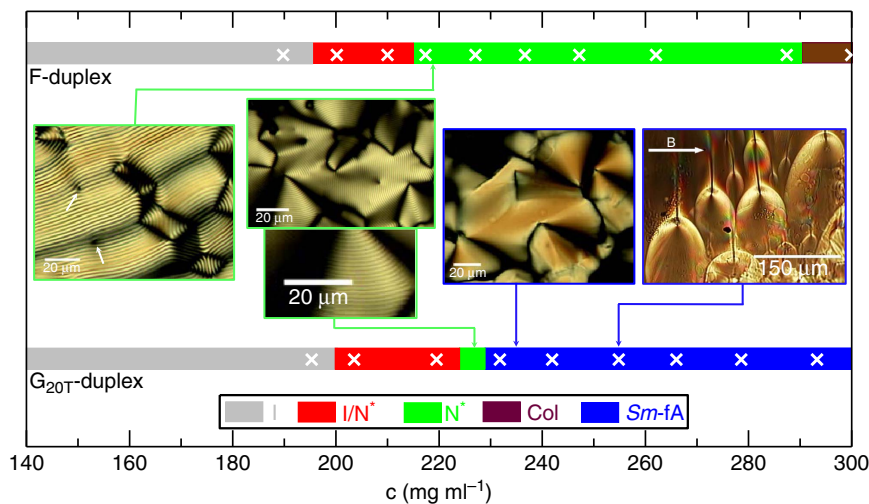 F-duplex
20 μm
20 μm
20 μm
20 μm
B
150 μm
G20T-duplex
I
I/N*
N*
Col
Sm-fA
140
160
180
200
220
240
260
280
300
c (mg ml–1)